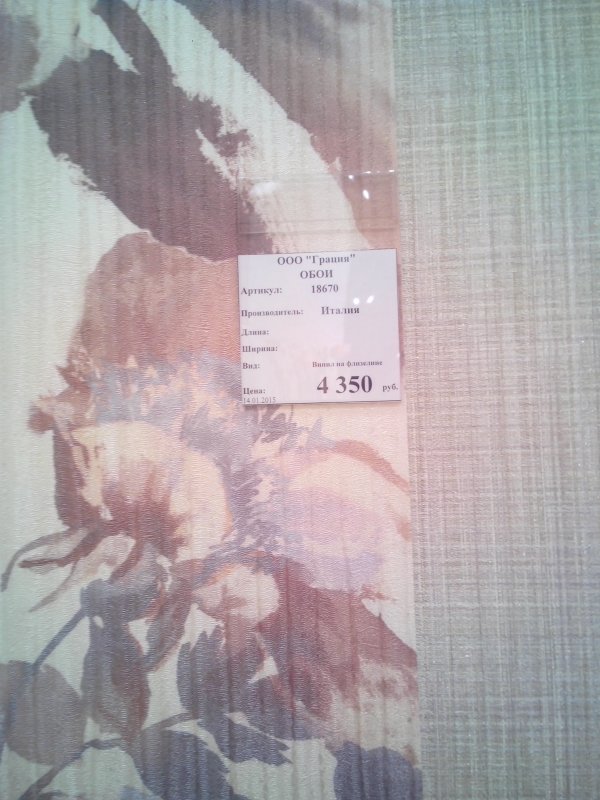 ООО "Грация"
ОБОИ
Артикул: 18670
Производитель: Италия
Длина:
Ширина:
Вид: Винил на флизелине
Цена: 4 350 руб.
14.01.2015